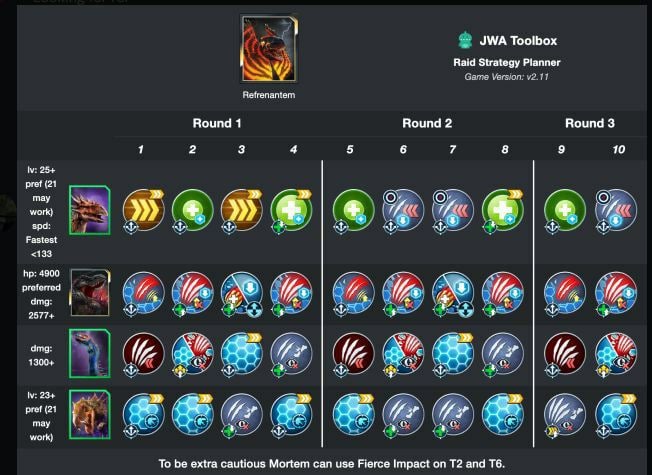 JWA Toolbox
Raid Strategy Planner
Game Version: v2.11
Refrenantem
Round 1
Round 2
Round 3
1 2 3 4 5 6 7 8 9 10
lv: 25+
pref (21
may
work)
spd:
Fastest
<133
hp: 4900
preferred
dmg:
2577+
dmg:
1300+
lv: 23+
pref (21
may
work)
To be extra cautious Mortem can use Fierce Impact on T2 and T6.